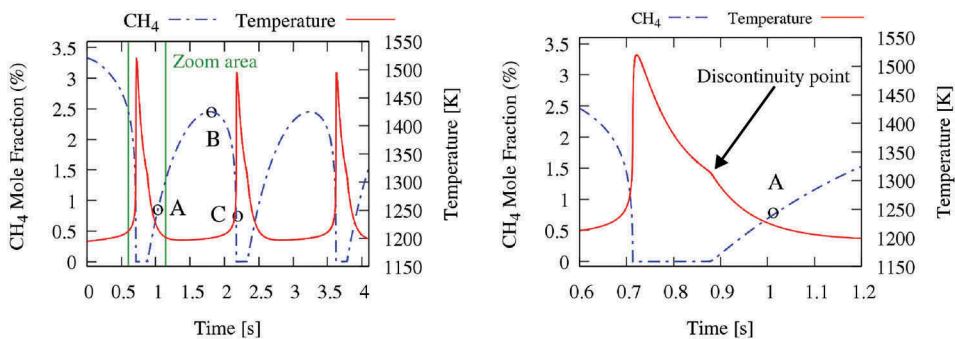 CH4 Temperature
3.5
3
2.5
2
1.5
1
0.5
0
CH4 Mole Fraction (%)
Zoom area
A
B
C
1550
1500
1450
1400
1350
1300
1250
1200
1150
Temperature [K]
0 0.5 1 1.5 2 2.5 3 3.5 4
Time [s]
CH4 Temperature
3.5
3
2.5
2
1.5
1
0.5
0
CH4 Mole Fraction (%)
Discontinuity point
A
1550
1500
1450
1400
1350
1300
1250
1200
1150
Temperature [K]
0.6 0.7 0.8 0.9 1 1.1 1.2
Time [s]